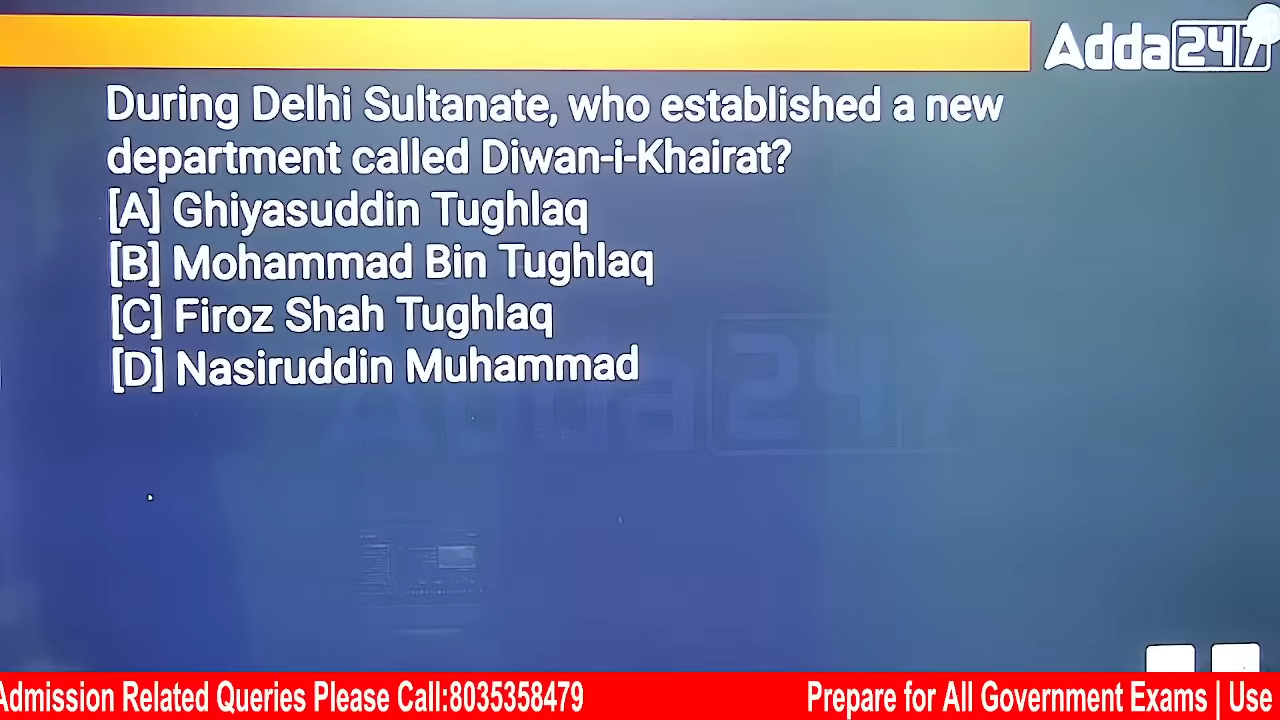 Adda247
During Delhi Sultanate, who established a new
department called Diwan-i-Khairat?
[A] Ghiyasuddin Tughlaq
[B] Mohammad Bin Tughlaq
[C] Firoz Shah Tughlaq
[D] Nasiruddin Muhammad
Adda247
Admission Related Queries Please Call:8035358479 Prepare for All Government Exams | Use